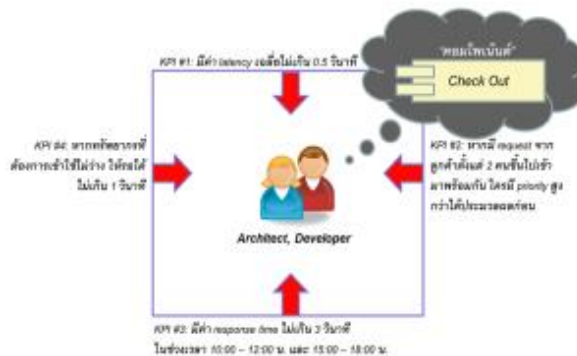 "คอมโพเน้นต์"
Check Out
KPI #1: มีค่า latency เฉลี่ยไม่เกิน 0.5 วินาที
KPI #4: หากทรัพยากรที่
ต้องการเข้าใช้ไม่ว่าง ให้รอได้
ไม่เกิน 1 วินาที
KPI #2: หากมี request จาก
ลูกค้าตั้งแต่ 2 คนขึ้นไปเข้า
มาพร้อมกัน ใครมี priority สูง
กว่าได้ประมวลผลก่อน
Architect, Developer
KPI #3: มีค่า response time ไม่เกิน 3 วินาที
ในช่วงเวลา 10:00 – 12:00 น. และ 15:00 – 18:00 น.